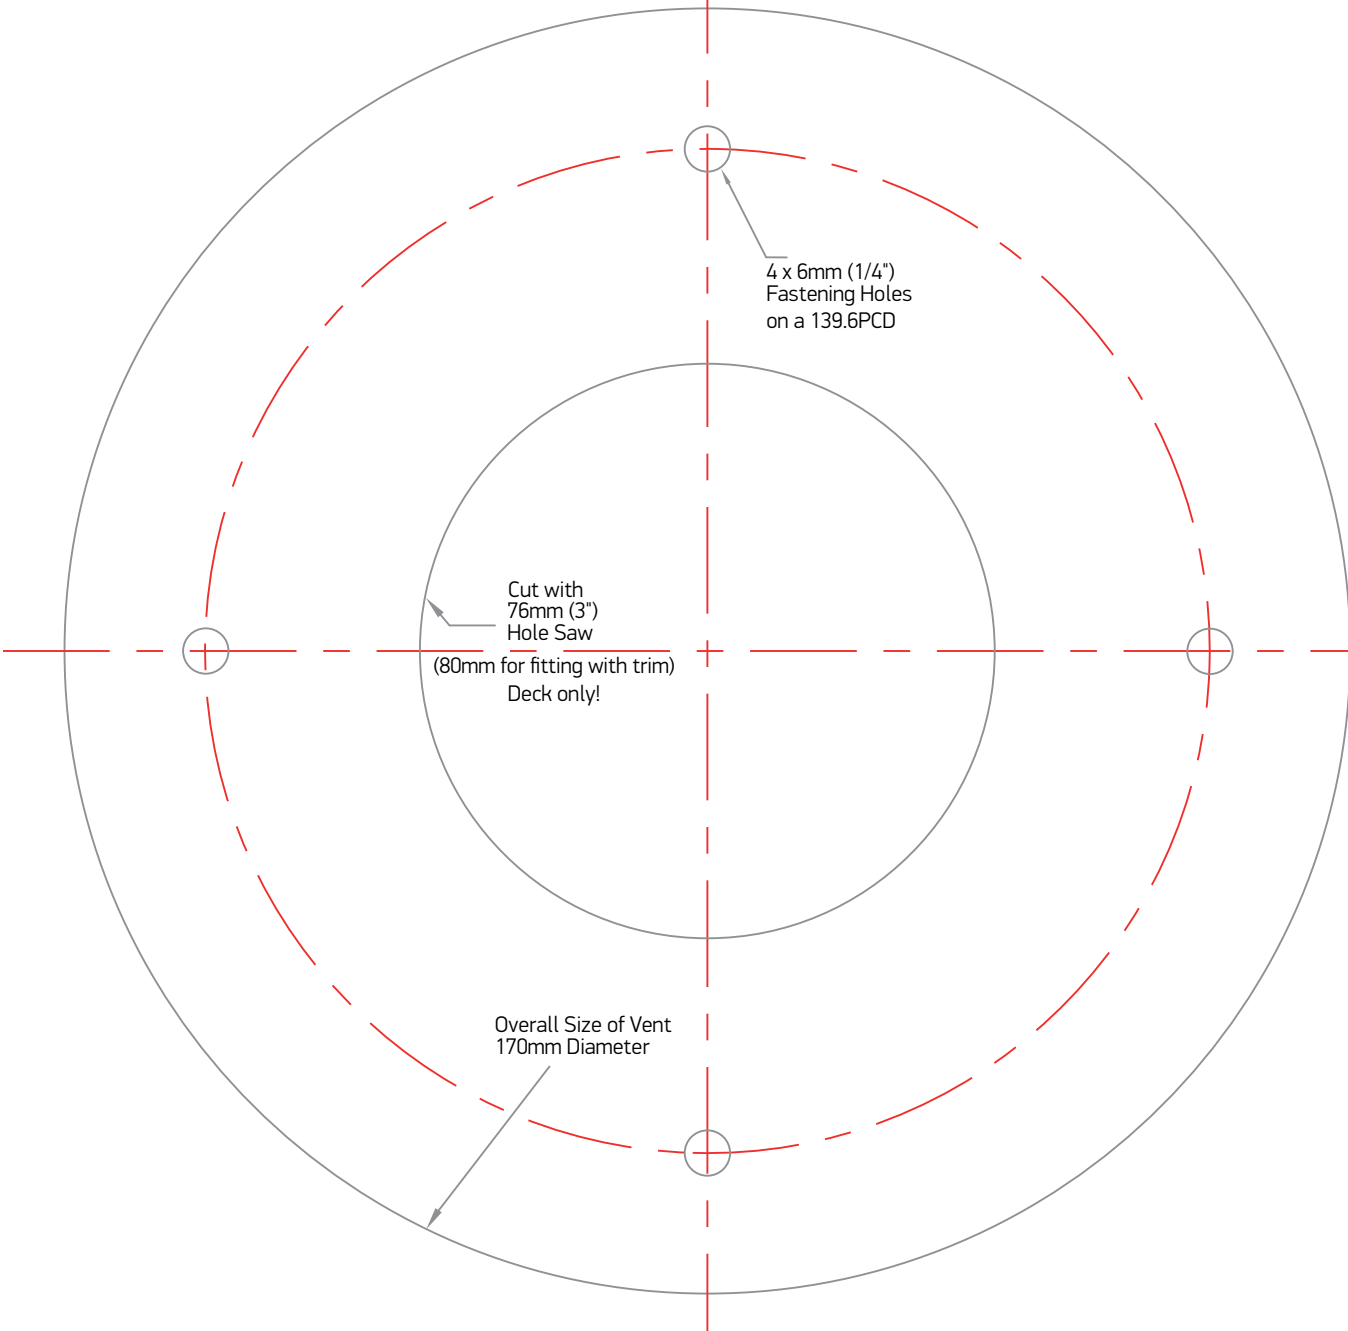 4 x 6mm (1/4")
Fastening Holes
on a 139.6PCD
Cut with
76mm (3")
Hole Saw
(80mm for fitting with trim)
Deck only!
Overall Size of Vent
170mm Diameter